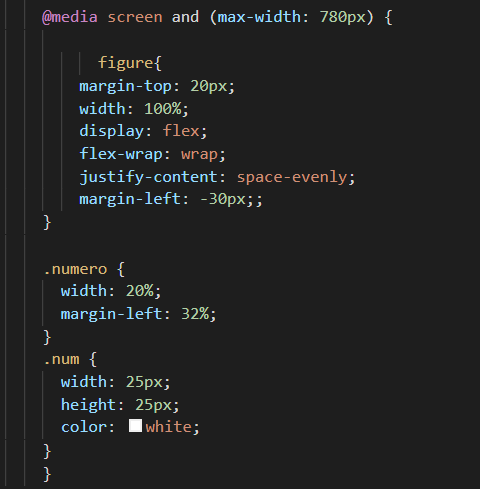 @media screen and (max-width: 780px) {
figure{
margin-top: 20px;
width: 100%;
display: flex;
flex-wrap: wrap;
justify-content: space-evenly;
margin-left: -30px;;
}
.numero {
width: 20%;
margin-left: 32%;
}
.num {
width: 25px;
height: 25px;
color: white;
}
}